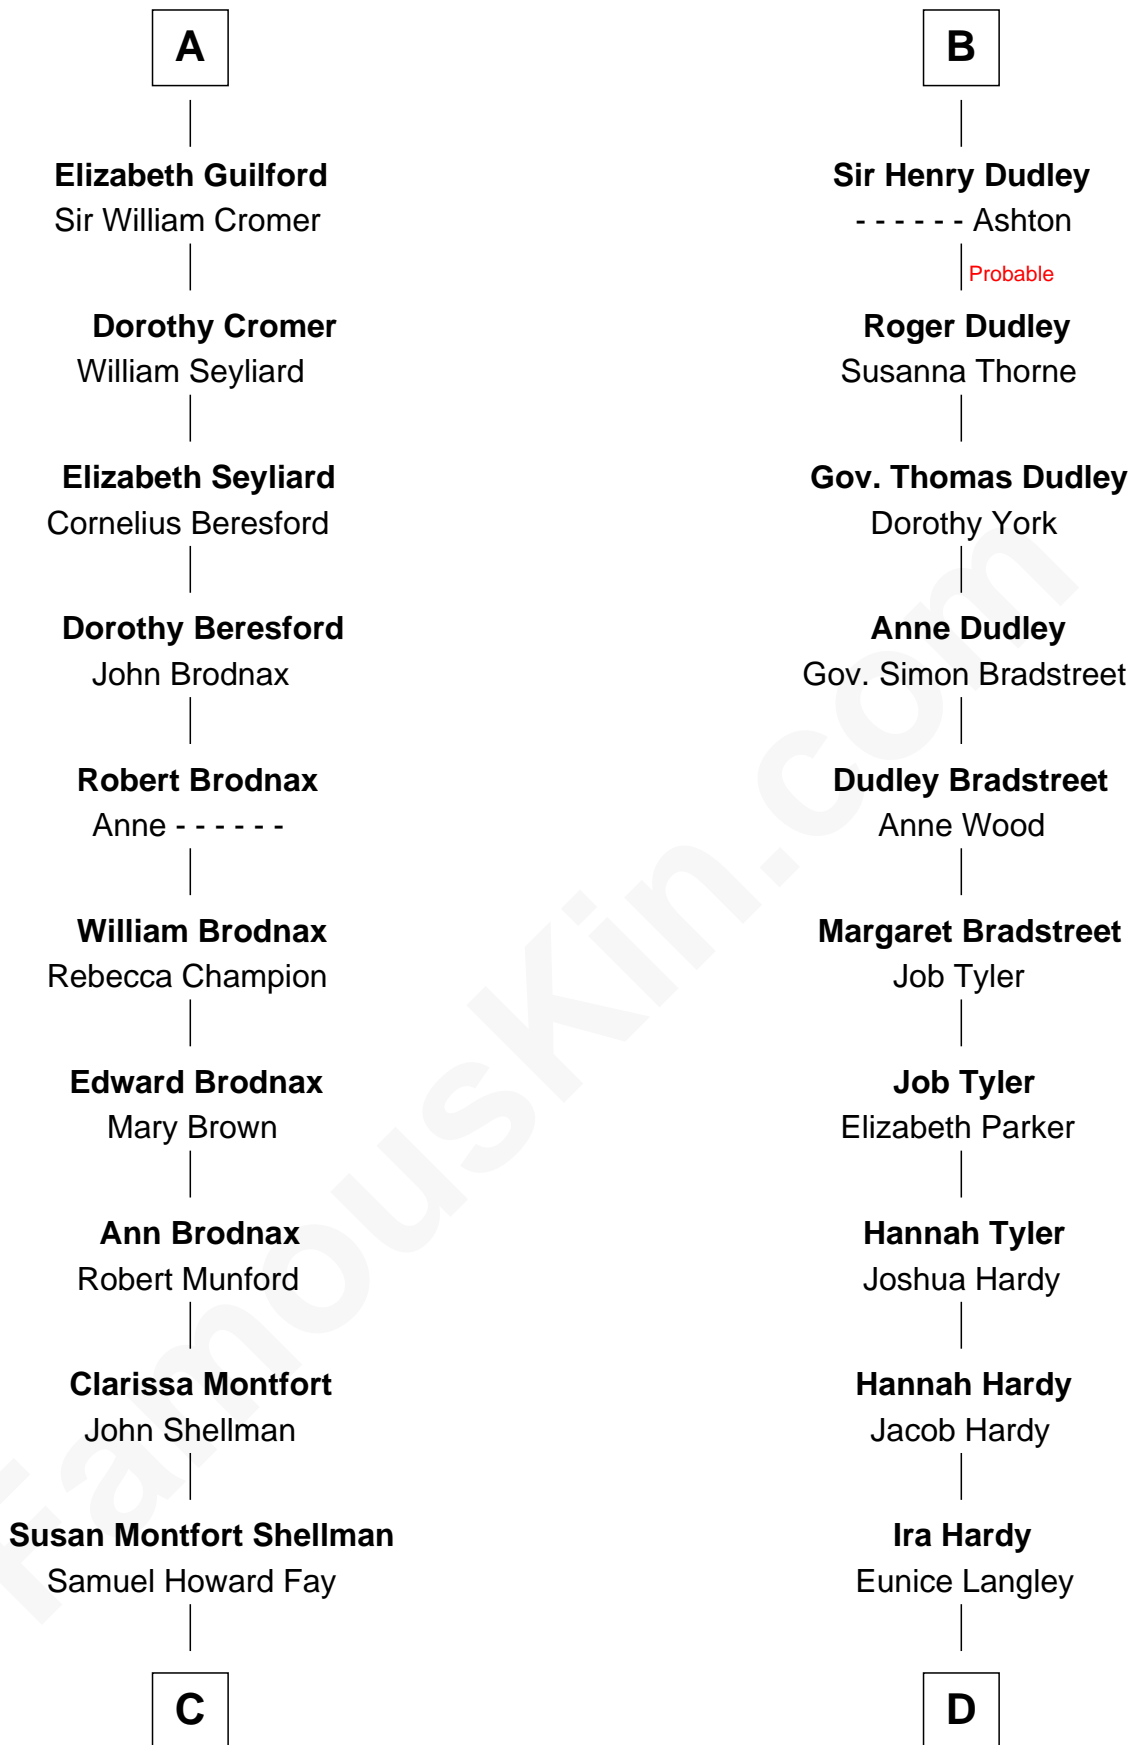 A
Elizabeth Guilford
Sir William Cromer
Dorothy Cromer
William Seyliard
Elizabeth Seyliard
Cornelius Beresford
Dorothy Beresford
John Brodnax
Robert Brodnax
Anne - - - - - -
William Brodnax
Rebecca Champion
Edward Brodnax
Mary Brown
Ann Brodnax
Robert Munford
Clarissa Montfort
John Shellman
Susan Montfort Shellman
Samuel Howard Fay
C
B
Sir Henry Dudley
- - - - - - Ashton
Probable
Roger Dudley
Susanna Thorne
Gov. Thomas Dudley
Dorothy York
Anne Dudley
Gov. Simon Bradstreet
Dudley Bradstreet
Anne Wood
Margaret Bradstreet
Job Tyler
Job Tyler
Elizabeth Parker
Hannah Tyler
Joshua Hardy
Hannah Hardy
Jacob Hardy
Ira Hardy
Eunice Langley
D
FamousKin.com